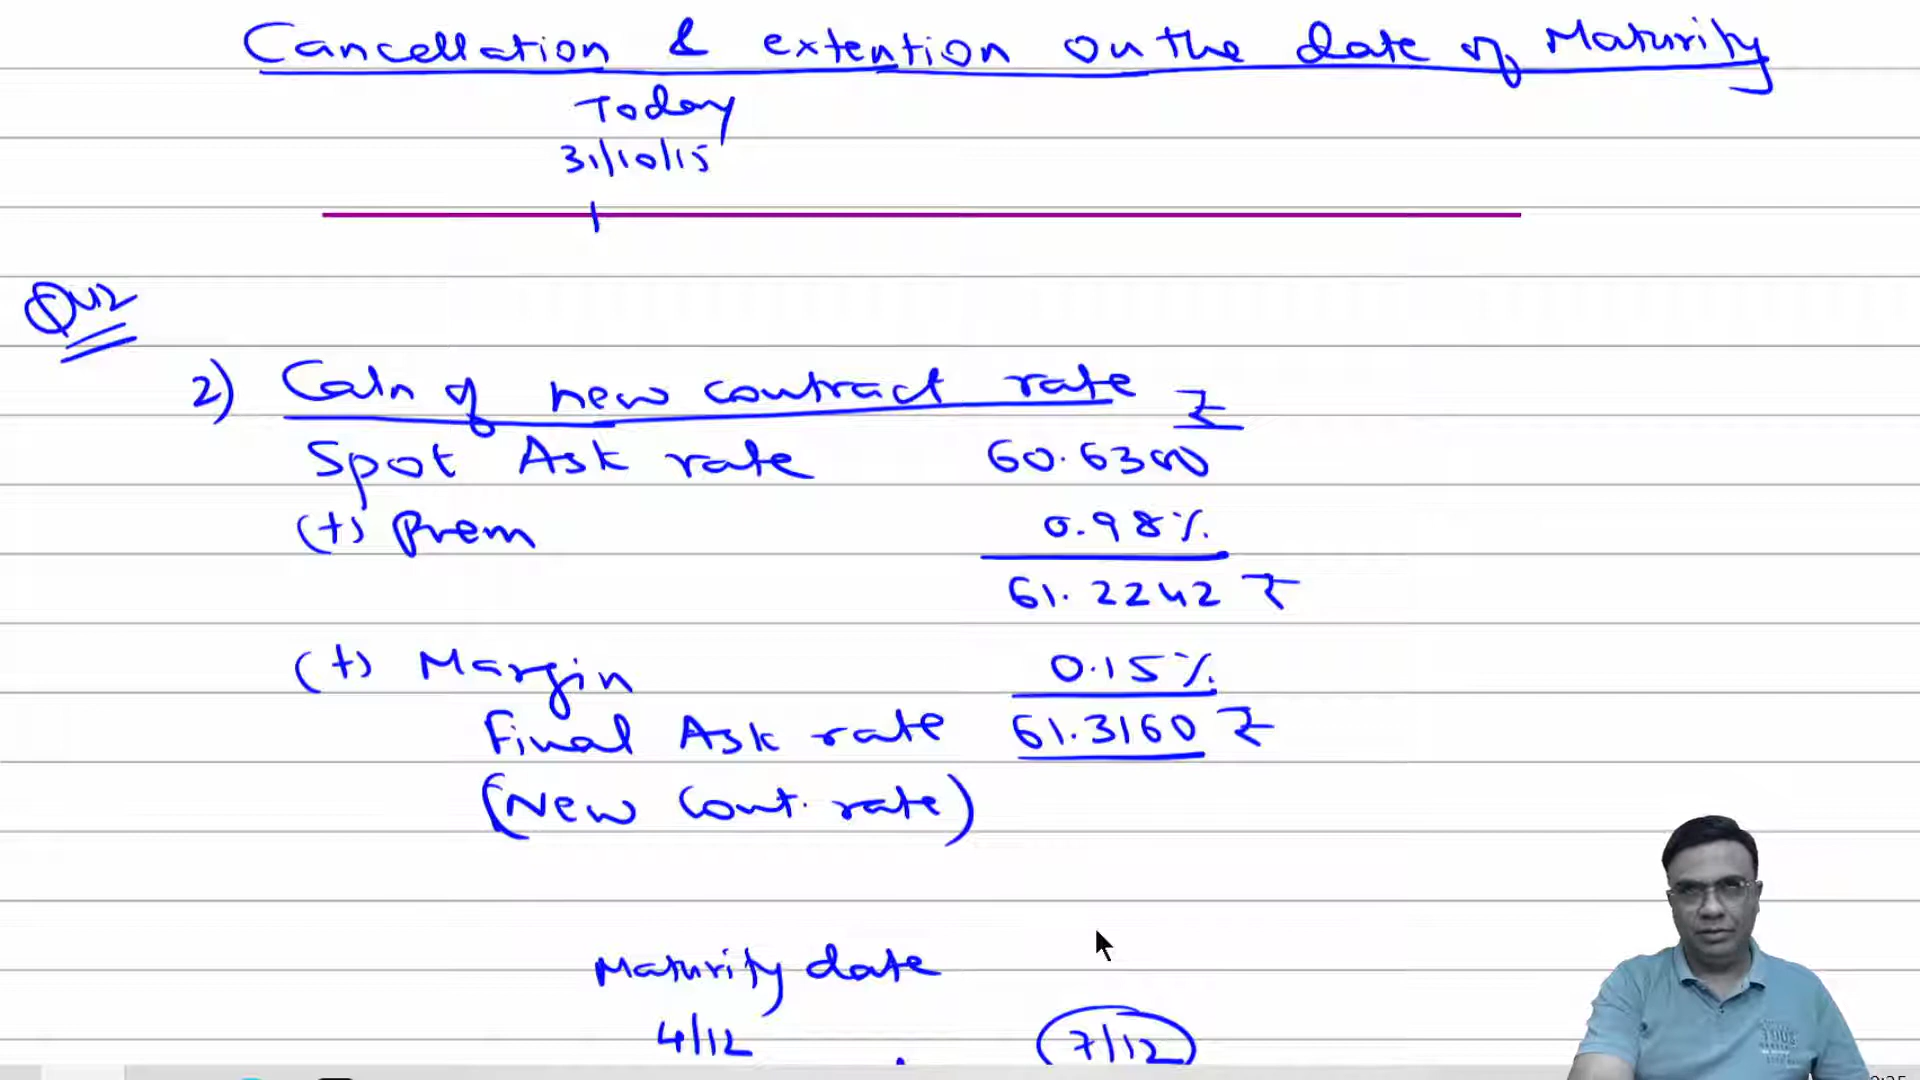 Cancellation & extention on the date of Maturity
Today
31/10/15
2) Caln of new contract rate ₹
Spot Ask rate 60.6300
(+) Prem 0.98%
61.2242 ₹
(+) Margin 0.15%
Final Ask rate 61.3160 ₹
(New Cont. rate)
Maturity date
4/12 7/12